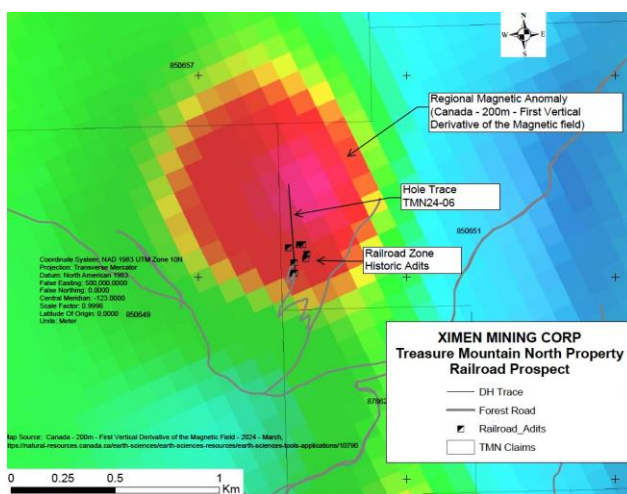 N
W
E
S
850657
Regional Magnetic Anomaly
(Canada - 200m - First Vertical
Derivative of the Magnetic field)
Hole Trace
TMN24-06
850651
Railroad Zone
Historic Adits
Coordinate System: NAD 1983 UTM Zone 10N
Projection: Transverse Mercator
Datum: North American 1983
False Easting: 500,000.0000
False Northing: 0.0000
Central Meridian: -123.0000
Scale Factor: 0.9996
Latitude Of Origin: 0.0000
Units: Meter
850649
XIMEN MINING CORP
Treasure Mountain North Property
Railroad Prospect
DH Trace
Forest Road
Railroad_Adits
TMN Claims
87862
Map Source: Canada - 200m - First Vertical Derivative of the Magnetic Field - 2024 - March,
https://natural-resources.canada.ca/earth-sciences/earth-sciences-resources/earth-sciences-tools-applications/10790
0 0.25 0.5 1
Km